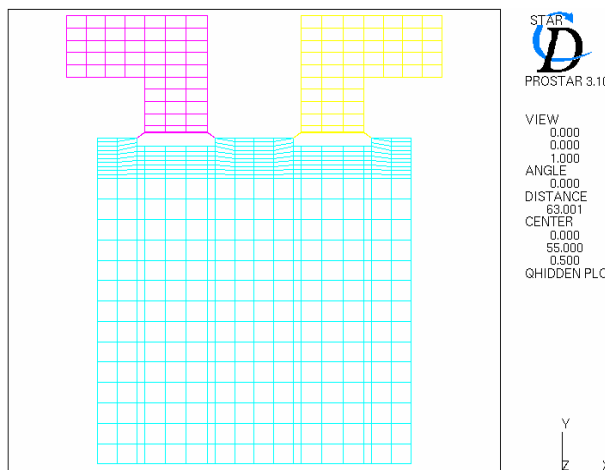 STAR
CD
PROSTAR 3.10
VIEW
0.000
0.000
1.000
ANGLE
0.000
DISTANCE
63.001
CENTER
0.000
55.000
0.500
QHIDDEN PLO
Y
Z X